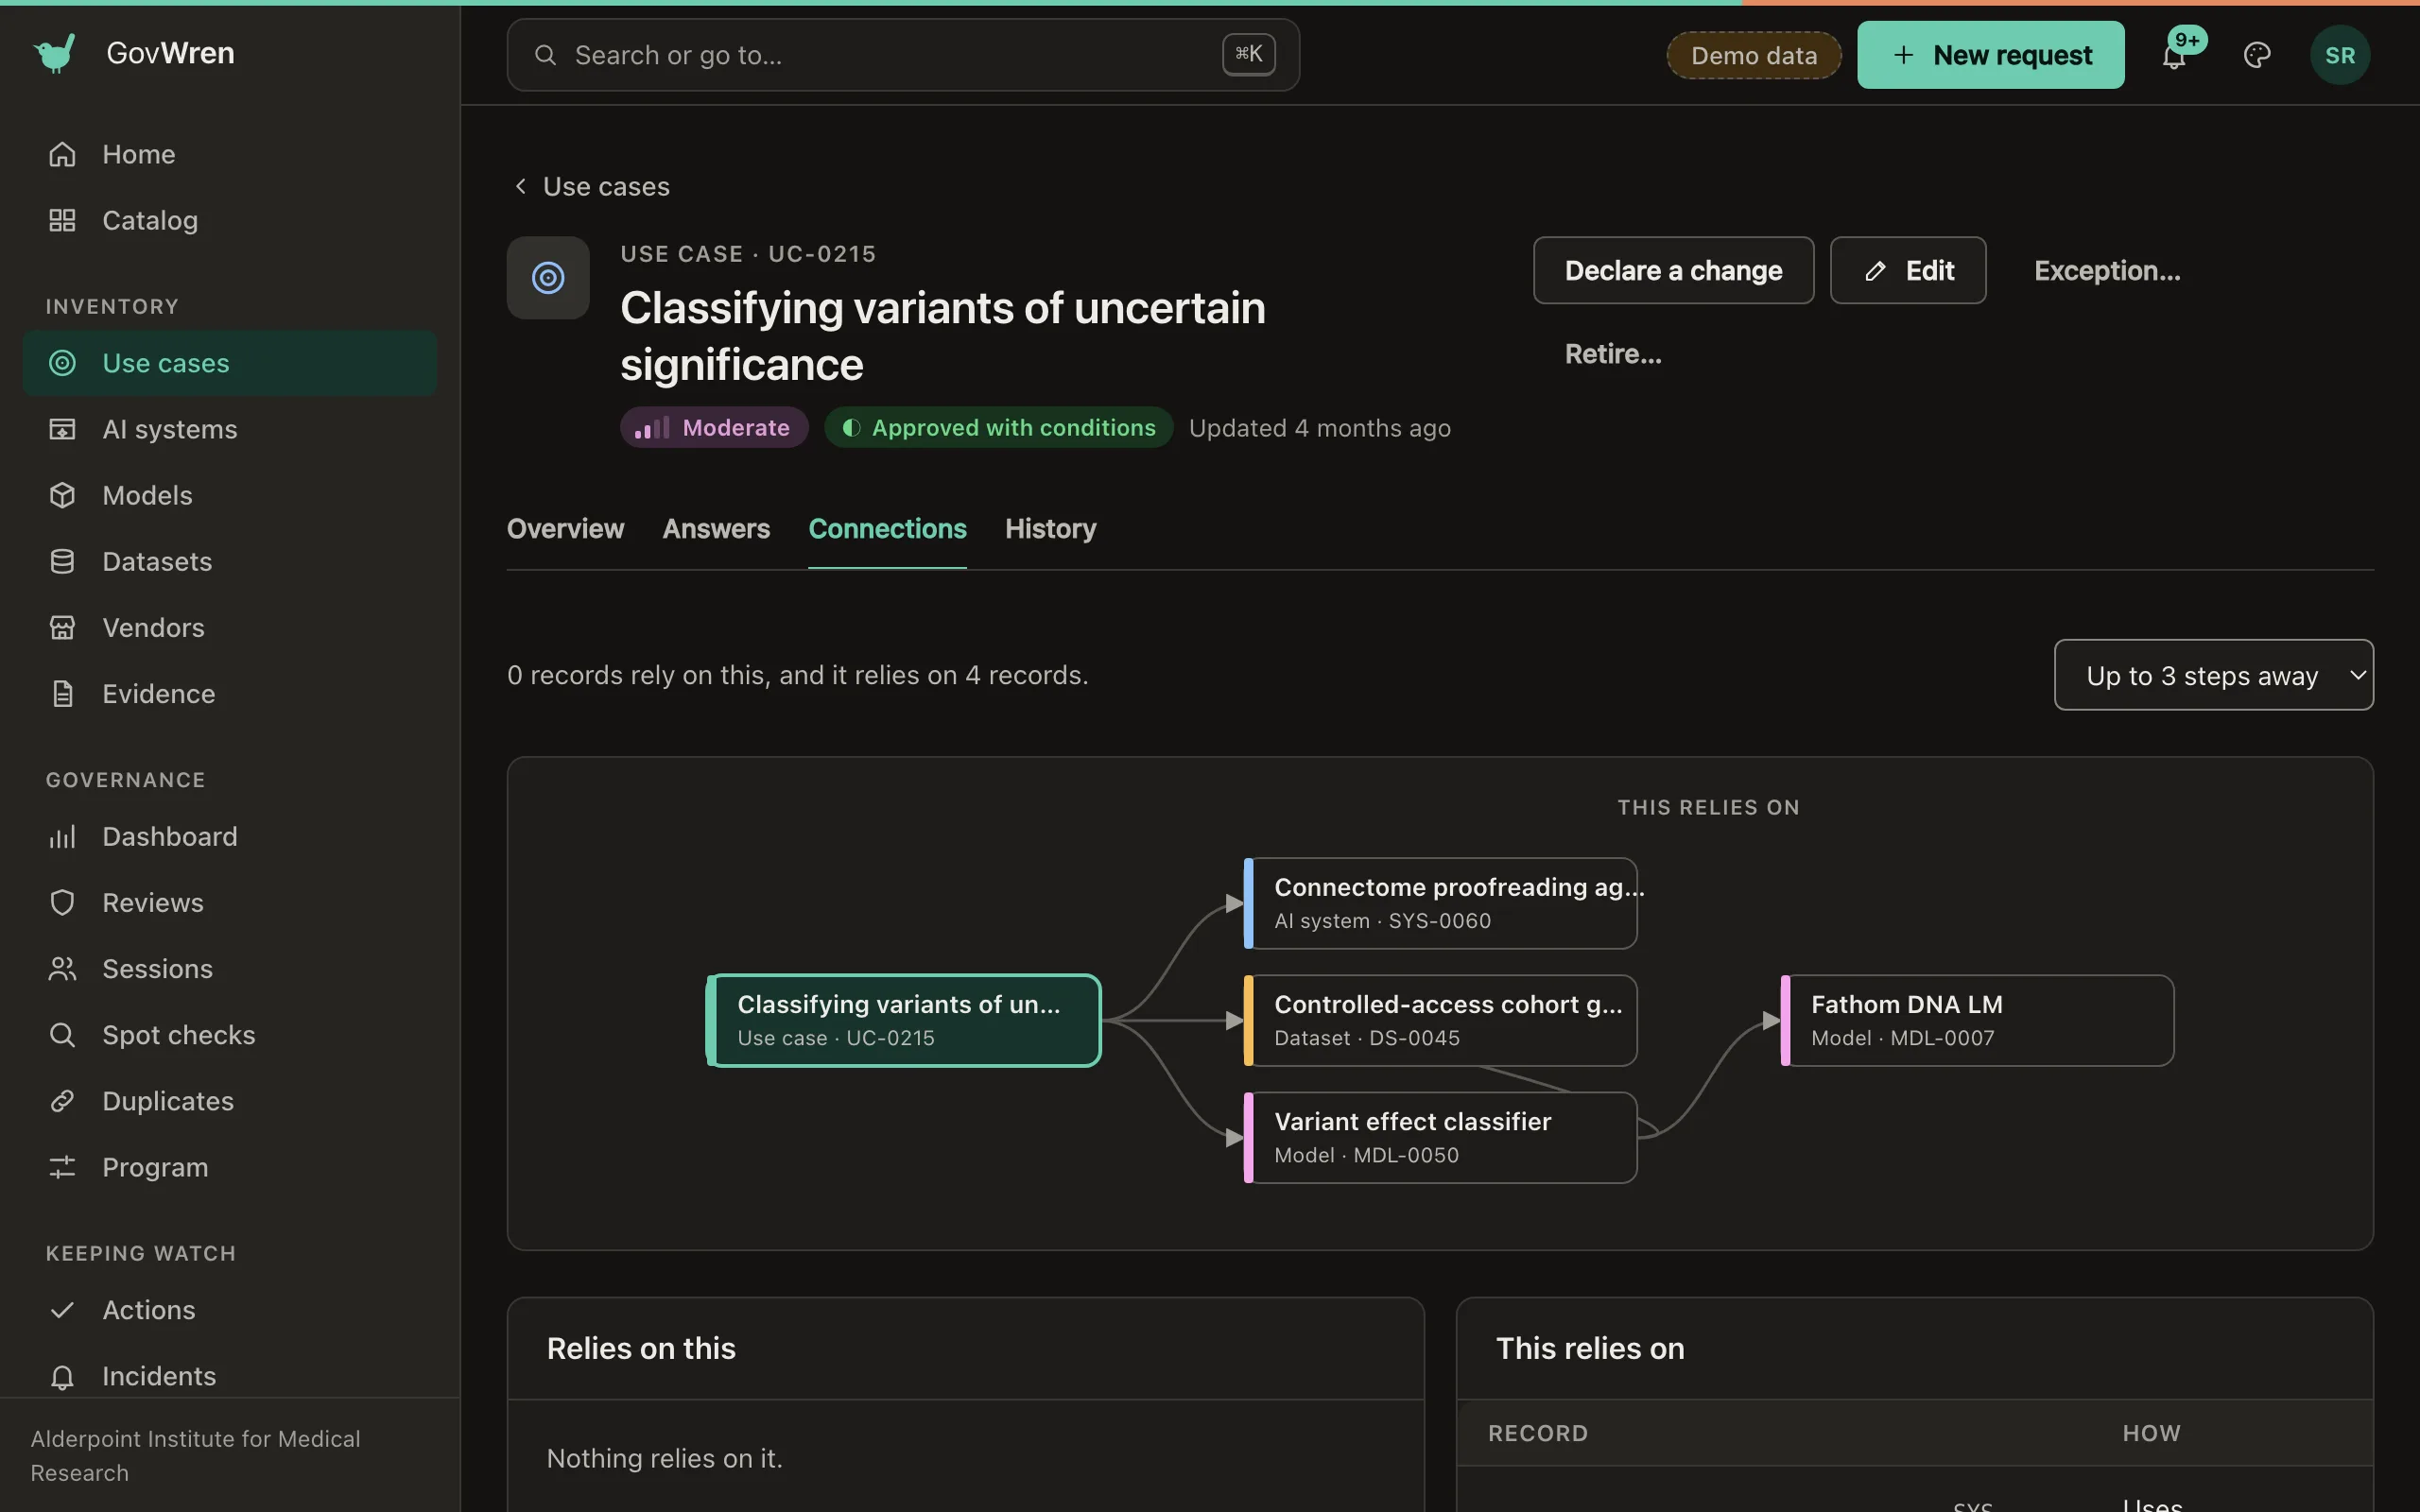 GovWren
Search or go to...
⌘K
Demo data
+ New request
9+
SR
Home
Catalog
INVENTORY
Use cases
AI systems
Models
Datasets
Vendors
Evidence
GOVERNANCE
Dashboard
Reviews
Sessions
Spot checks
Duplicates
Program
KEEPING WATCH
Actions
Incidents
Alderpoint Institute for Medical
Research
Use cases
USE CASE · UC-0215
Classifying variants of uncertain
significance
Declare a change
Edit
Exception...
Retire...
Moderate
Approved with conditions
Updated 4 months ago
Overview
Answers
Connections
History
0 records rely on this, and it relies on 4 records.
Up to 3 steps away
THIS RELIES ON
Connectome proofreading ag...
AI system · SYS-0060
Classifying variants of un...
Use case · UC-0215
Controlled-access cohort g...
Dataset · DS-0045
Fathom DNA LM
Model · MDL-0007
Variant effect classifier
Model · MDL-0050
Relies on this
Nothing relies on it.
This relies on
RECORD
HOW
SYS-
Uses